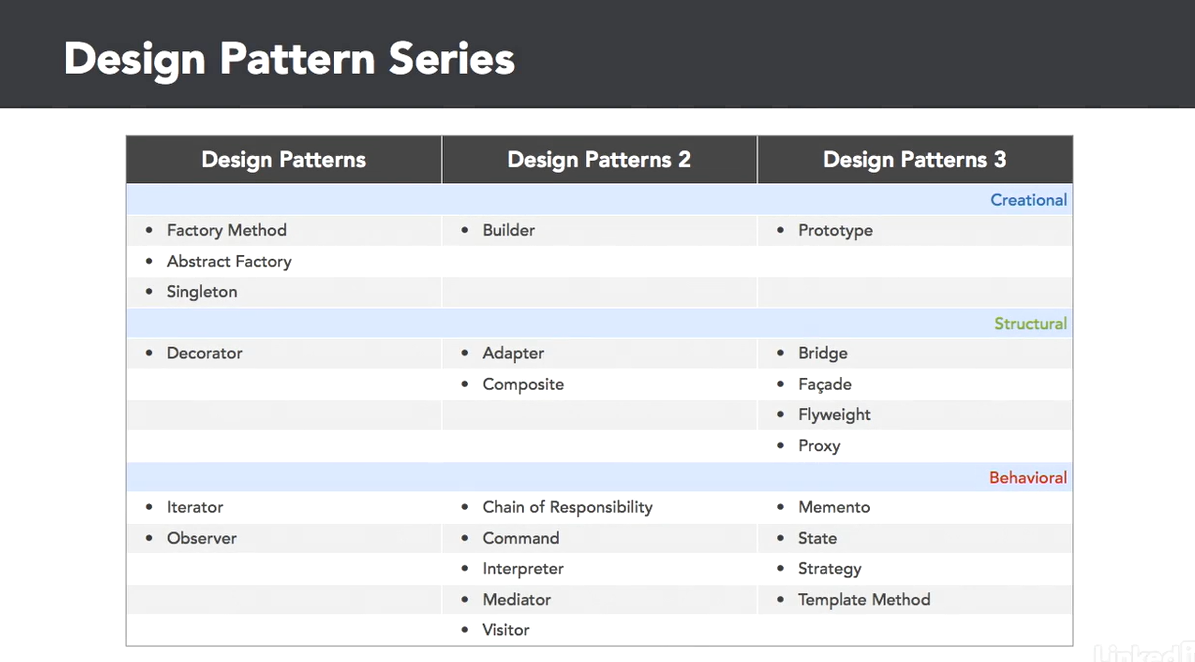 Design Pattern Series
Design Patterns Design Patterns 2 Design Patterns 3
Creational
• Factory Method • Builder • Prototype
• Abstract Factory
• Singleton
Structural
• Decorator • Adapter • Bridge
• Composite • Façade
• Flyweight
• Proxy
Behavioral
• Iterator • Chain of Responsibility • Memento
• Observer • Command • State
• Interpreter • Strategy
• Mediator • Template Method
• Visitor